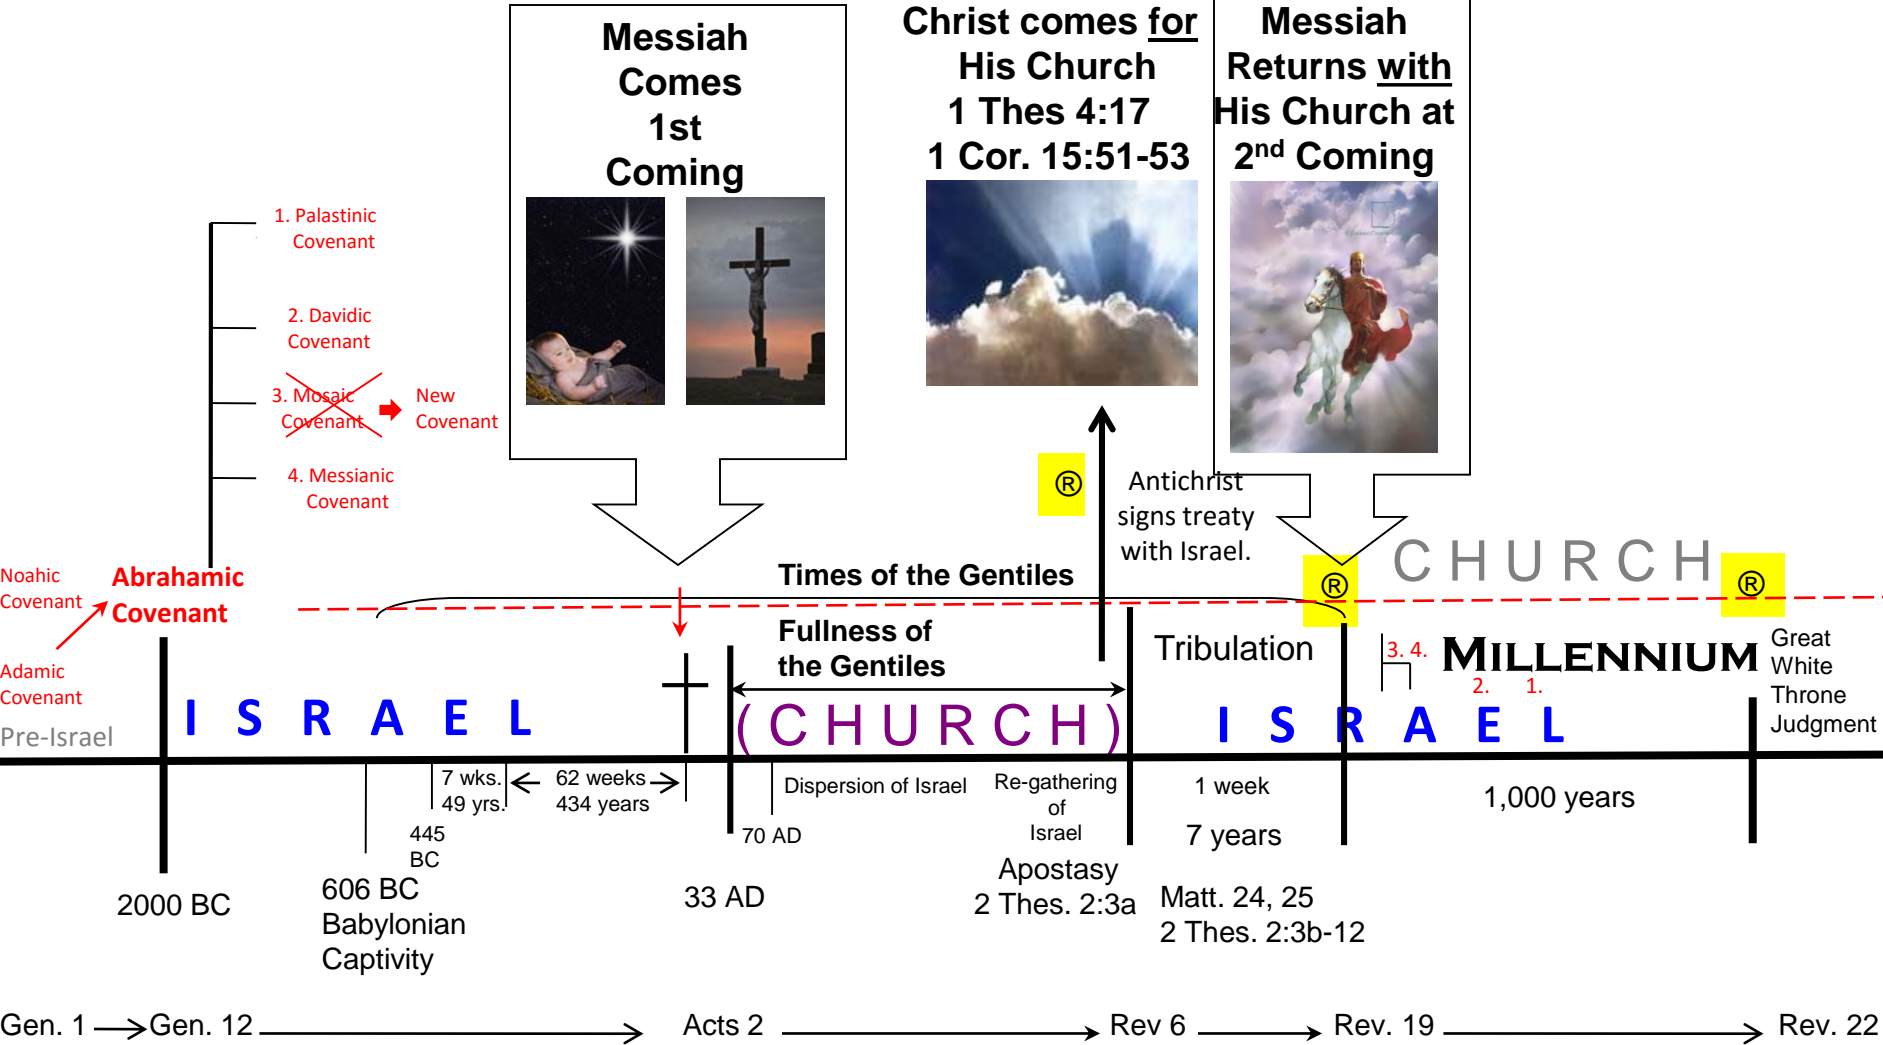 Messiah
Comes
1st
Coming
Christ comes for
His Church
1 Thes 4:17
1 Cor. 15:51-53
Messiah
Returns with
His Church at
2nd Coming
1. Palastinic
Covenant
2. Davidic
Covenant
3. Mosaic
Covenant
New
Covenant
4. Messianic
Covenant
®
Antichrist
signs treaty
with Israel.
Noahic
Covenant
Abrahamic
Covenant
Adamic
Covenant
Pre-Israel
Times of the Gentiles
®
CHURCH
®
Fullness of
the Gentiles
Tribulation
3. 4.
MILLENNIUM
2. 1.
Great
White
Throne
Judgment
ISRAEL
(CHURCH)
ISRAEL
7 wks.
49 yrs.
62 weeks
434 years
Dispersion of Israel
Re-gathering
of
Israel
1 week
7 years
1,000 years
445
BC
70 AD
2000 BC
606 BC
Babylonian
Captivity
33 AD
Apostasy
2 Thes. 2:3a
Matt. 24, 25
2 Thes. 2:3b-12
Gen. 1 Gen. 12 Acts 2 Rev 6 Rev. 19 Rev. 22